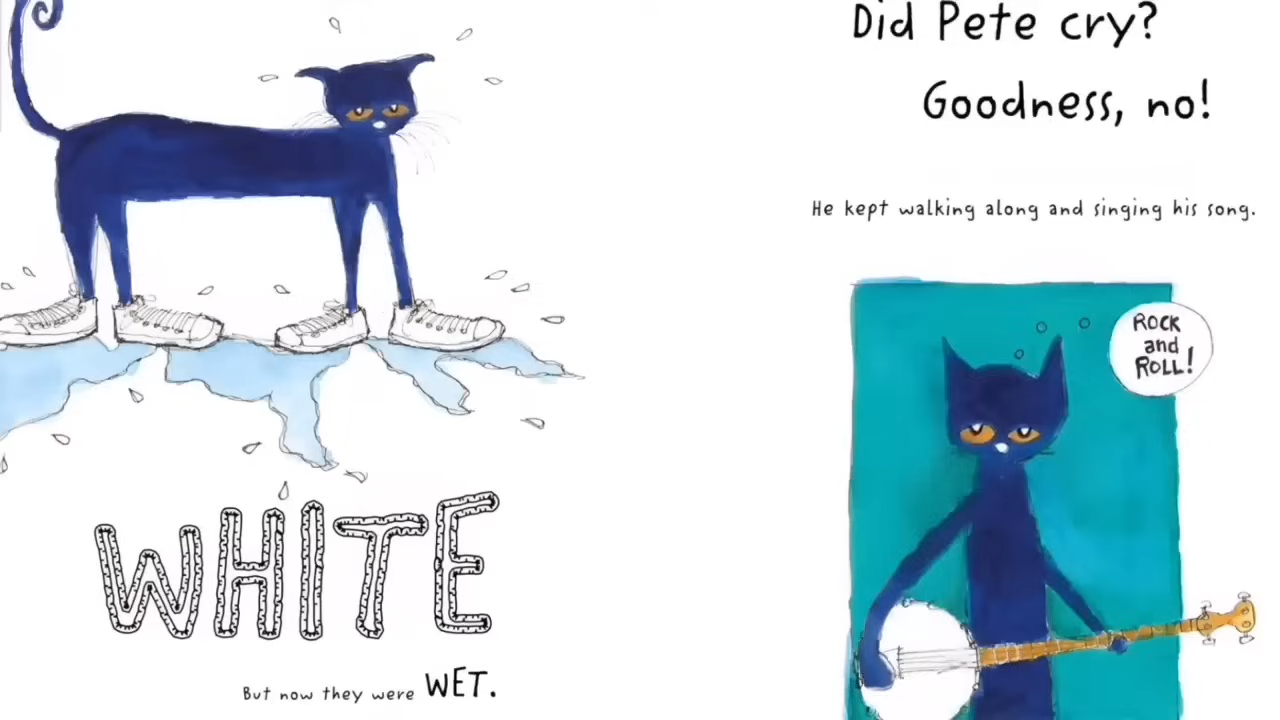 WHITE
But now they were WET.
Did Pete cry?
Goodness, no!
He kept walking along and singing his song.
ROCK
and
ROLL!